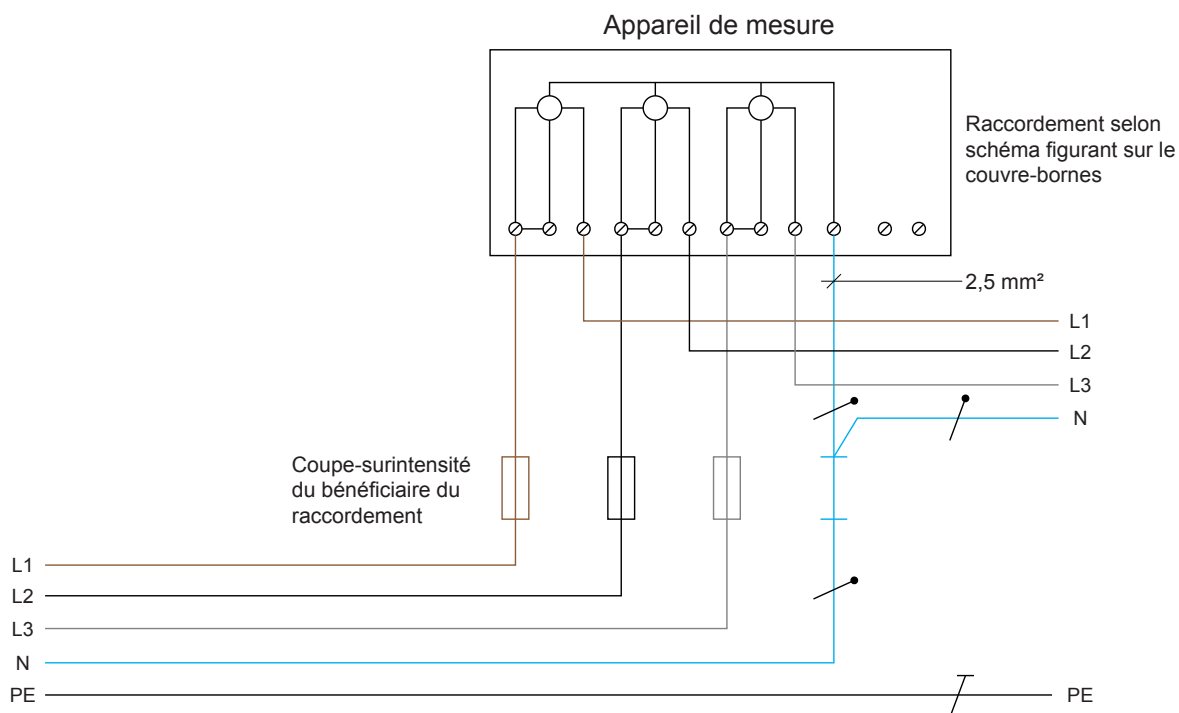 Appareil de mesure
Raccordement selon
schéma figurant sur le
couvre-bornes
2,5 mm²
L1
L2
L3
N
Coupe-surintensité
du bénéficiaire du
raccordement
L1
L2
L3
N
PE
PE